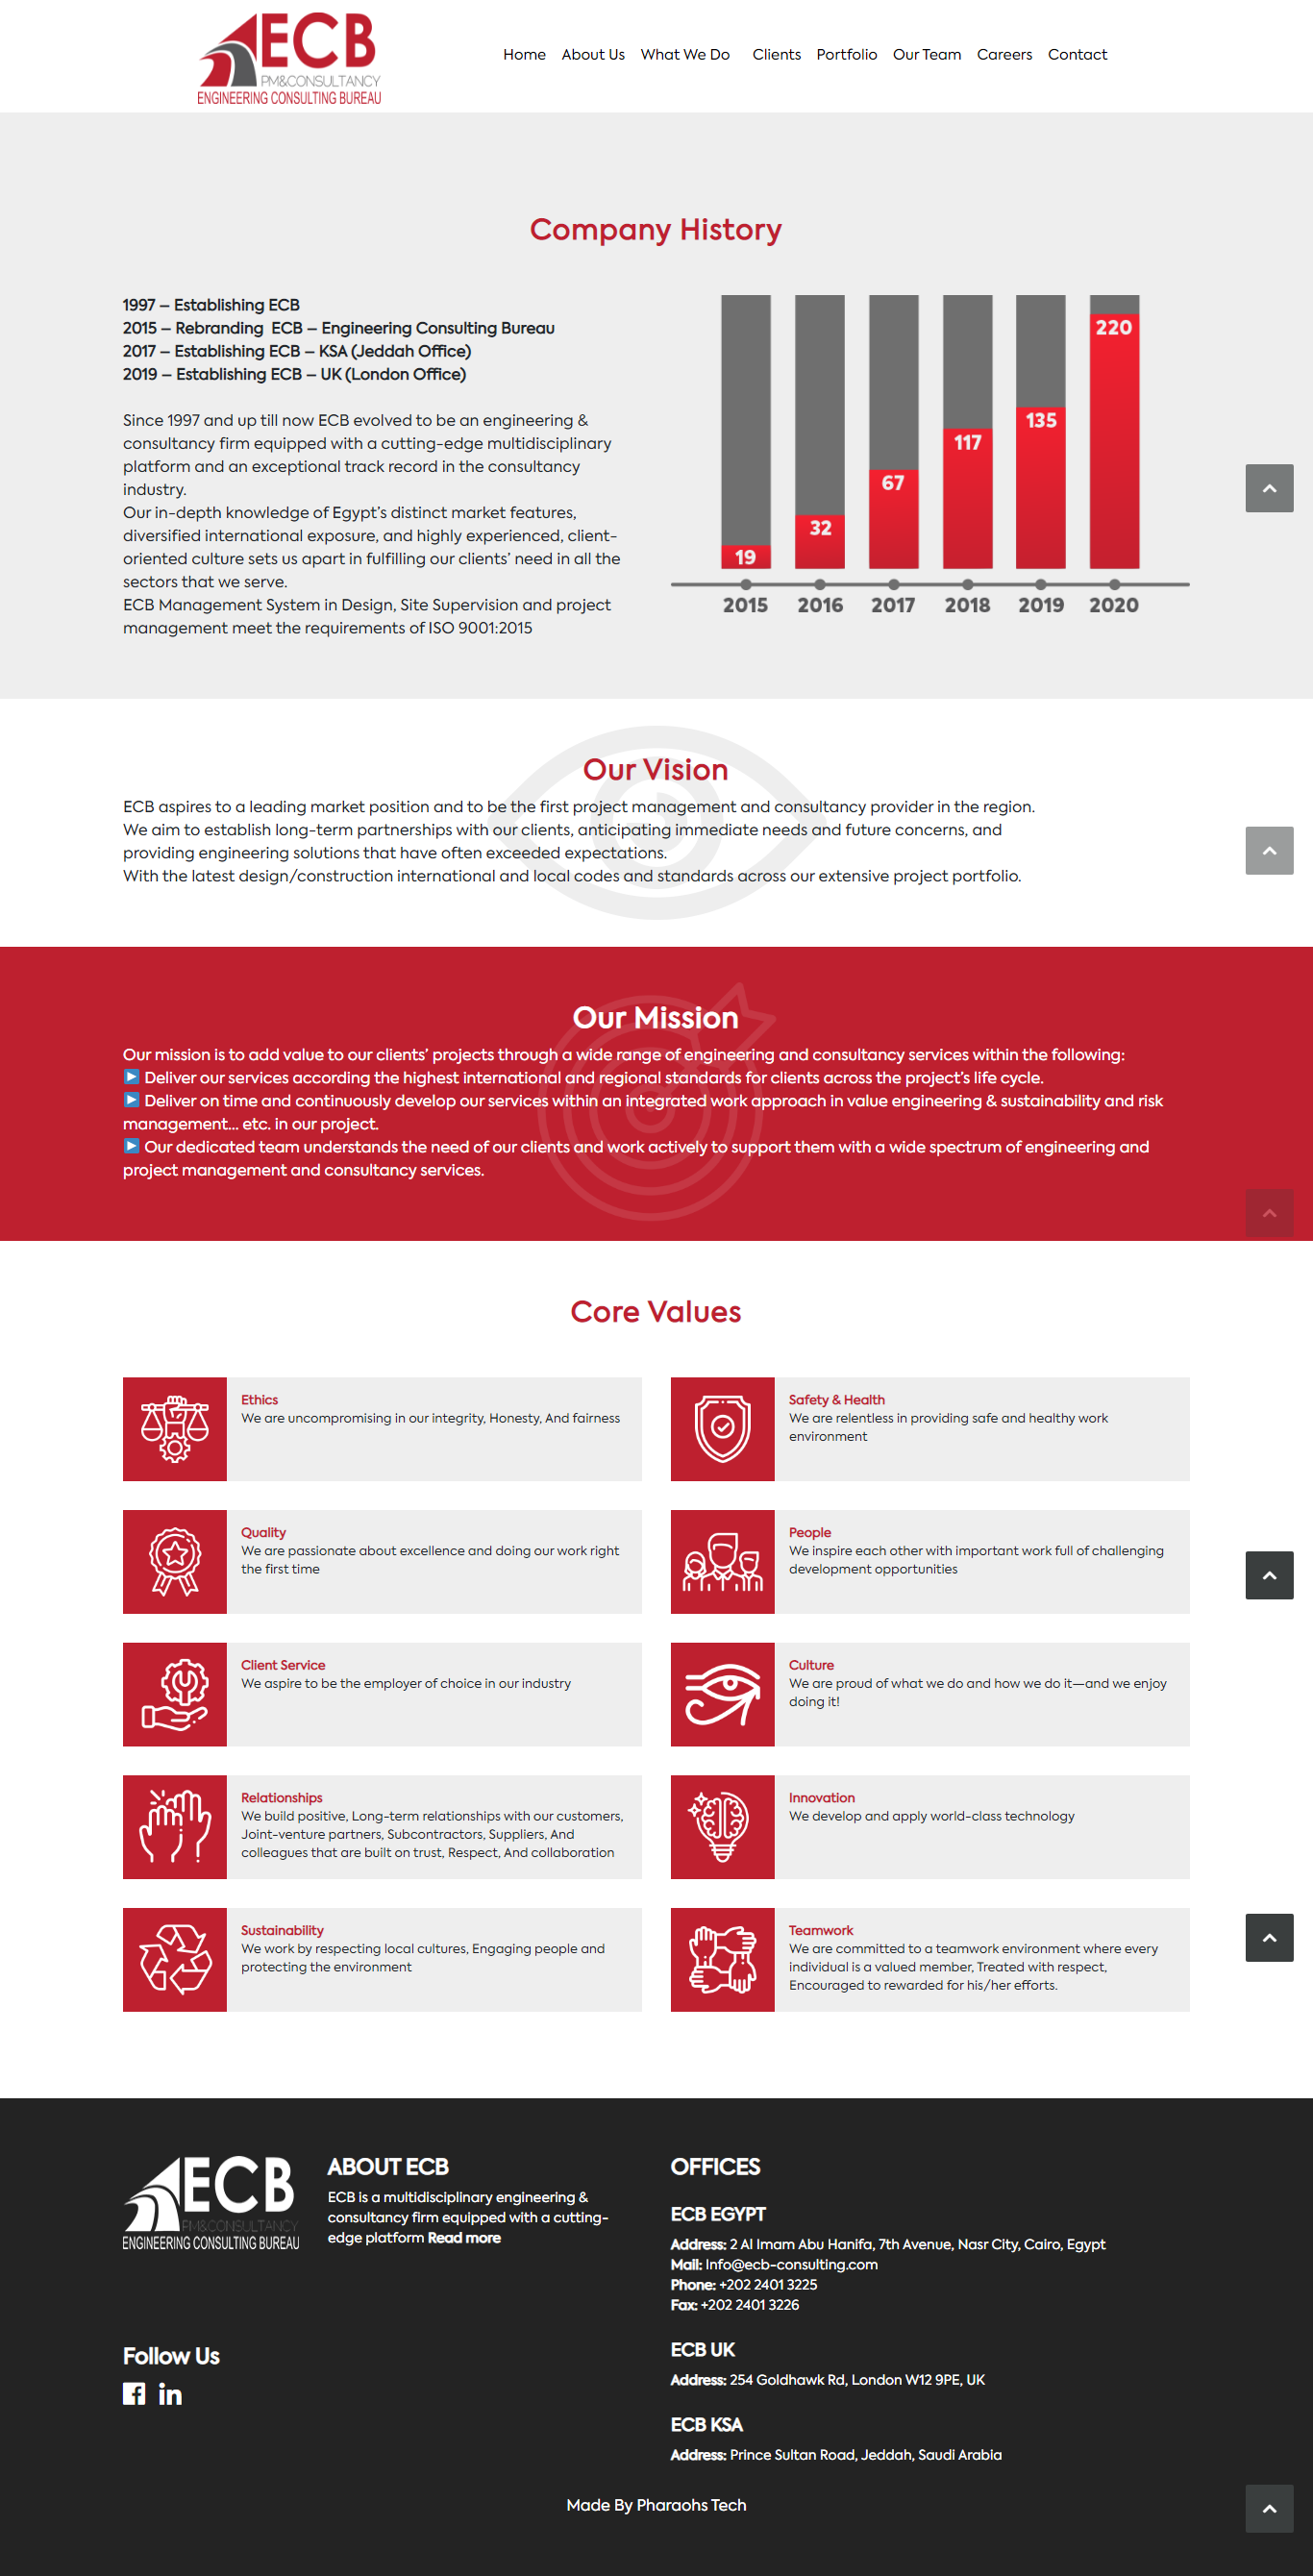 ECB
PM&CONSULTANCY
ENGINEERING CONSULTING BUREAU
Home About Us What We Do Clients Portfolio Our Team Careers Contact
Company History
1997 – Establishing ECB
2015 – Rebranding ECB – Engineering Consulting Bureau
2017 – Establishing ECB – KSA (Jeddah Office)
2019 – Establishing ECB – UK (London Office)
Since 1997 and up till now ECB evolved to be an engineering &
consultancy firm equipped with a cutting-edge multidisciplinary
platform and an exceptional track record in the consultancy
industry.
Our in-depth knowledge of Egypt’s distinct market features,
diversified international exposure, and highly experienced, client-
oriented culture sets us apart in fulfilling our clients’ need in all the
sectors that we serve.
ECB Management System in Design, Site Supervision and project
management meet the requirements of ISO 9001:2015
19 32 67 117 135 220
2015 2016 2017 2018 2019 2020
Our Vision
ECB aspires to a leading market position and to be the first project management and consultancy provider in the region.
We aim to establish long-term partnerships with our clients, anticipating immediate needs and future concerns, and
providing engineering solutions that have often exceeded expectations.
With the latest design/construction international and local codes and standards across our extensive project portfolio.
Our Mission
Our mission is to add value to our clients’ projects through a wide range of engineering and consultancy services within the following:
▶ Deliver our services according the highest international and regional standards for clients across the project’s life cycle.
▶ Deliver on time and continuously develop our services within an integrated work approach in value engineering & sustainability and risk
management… etc. in our project.
▶ Our dedicated team understands the need of our clients and work actively to support them with a wide spectrum of engineering and
project management and consultancy services.
Core Values
Ethics
We are uncompromising in our integrity, Honesty, And fairness
Safety & Health
We are relentless in providing safe and healthy work
environment
Quality
We are passionate about excellence and doing our work right
the first time
People
We inspire each other with important work full of challenging
development opportunities
Client Service
We aspire to be the employer of choice in our industry
Culture
We are proud of what we do and how we do it—and we enjoy
doing it!
Relationships
We build positive, Long-term relationships with our customers,
Joint-venture partners, Subcontractors, Suppliers, And
colleagues that are built on trust, Respect, And collaboration
Innovation
We develop and apply world-class technology
Sustainability
We work by respecting local cultures, Engaging people and
protecting the environment
Teamwork
We are committed to a teamwork environment where every
individual is a valued member, Treated with respect,
Encouraged to rewarded for his/her efforts.
ECB
PM&CONSULTANCY
ENGINEERING CONSULTING BUREAU
ABOUT ECB
ECB is a multidisciplinary engineering &
consultancy firm equipped with a cutting-
edge platform Read more
Follow Us
OFFICES
ECB EGYPT
Address: 2 Al Imam Abu Hanifa, 7th Avenue, Nasr City, Cairo, Egypt
Mail: Info@ecb-consulting.com
Phone: +202 2401 3225
Fax: +202 2401 3226
ECB UK
Address: 254 Goldhawk Rd, London W12 9PE, UK
ECB KSA
Address: Prince Sultan Road, Jeddah, Saudi Arabia
Made By Pharaohs Tech